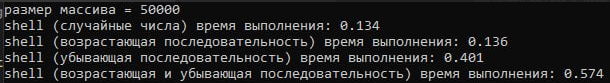 размер массива = 50000
shell (случайные числа) время выполнения: 0.134
shell (возрастающая последовательность) время выполнения: 0.136
shell (убывающая последовательность) время выполнения: 0.401
shell (возрастающая и убывающая последовательность) время выполнения: 0.574